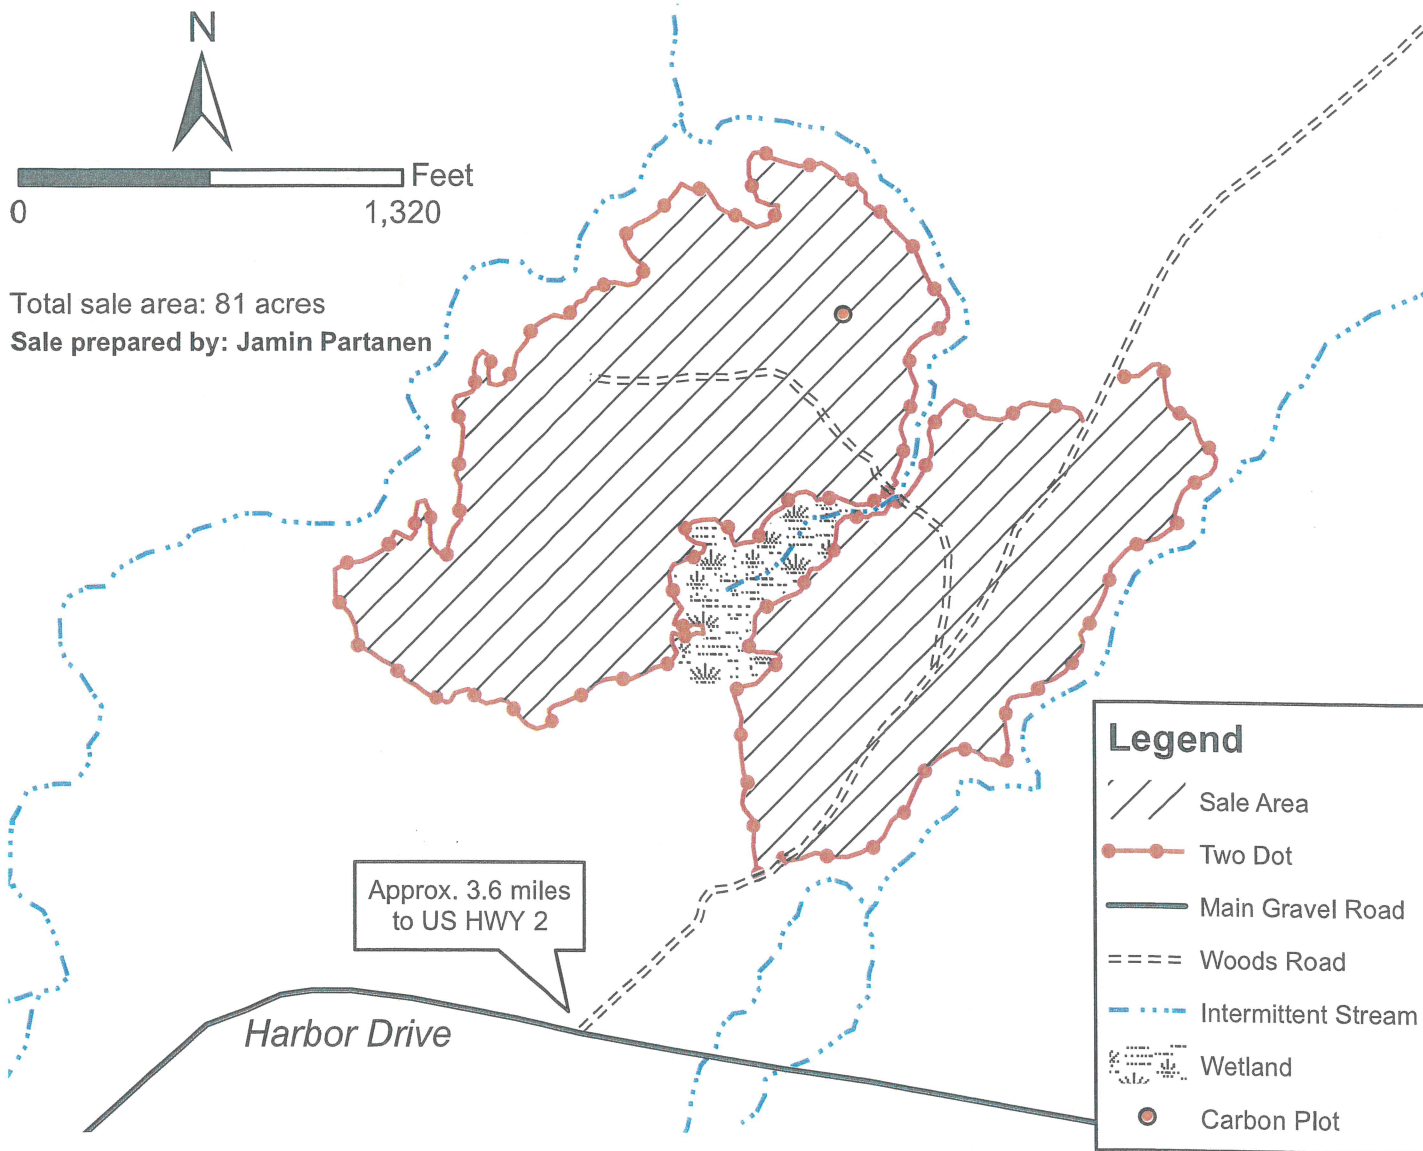 N
Feet
0 1,320
Total sale area: 81 acres
Sale prepared by: Jamin Partanen
Approx. 3.6 miles
to US HWY 2
Harbor Drive
Legend
Sale Area
Two Dot
Main Gravel Road
Woods Road
Intermittent Stream
Wetland
Carbon Plot